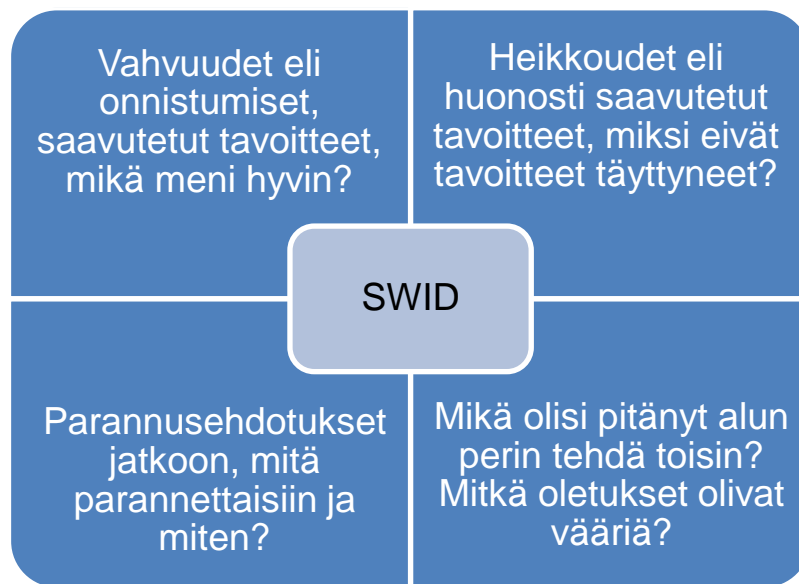 Vahvuudet eli
onnistumiset,
saavutetut tavoitteet,
mikä meni hyvin?
Heikkoudet eli
huonosti saavutetut
tavoitteet, miksi eivät
tavoitteet täyttyneet?
SWID
Parannusehdotukset
jatkoon, mitä
parannettaisiin ja
miten?
Mikä olisi pitänyt alun
perin tehdä toisin?
Mitkä oletukset olivat
vääriä?